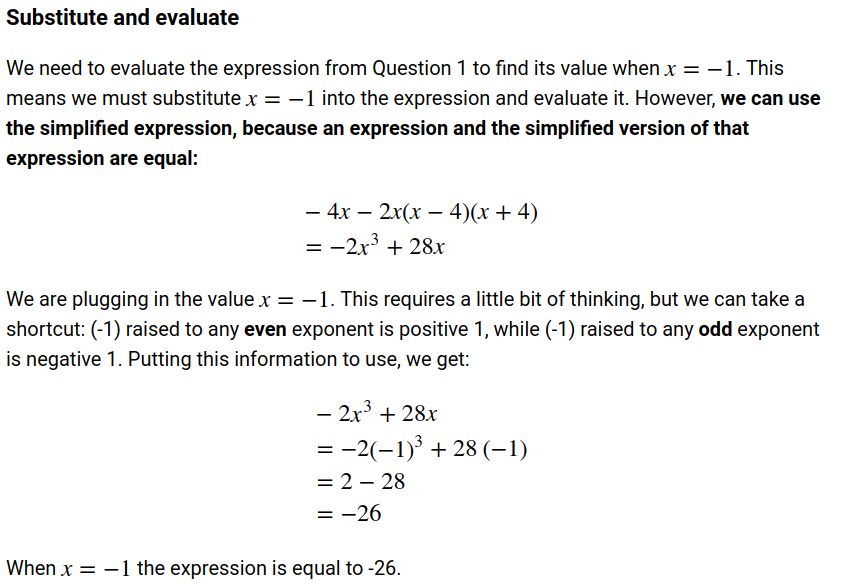 Substitute and evaluate
We need to evaluate the expression from Question 1 to find its value when x = −1. This
means we must substitute x = −1 into the expression and evaluate it. However, we can use
the simplified expression, because an expression and the simplified version of that
expression are equal:
− 4x − 2x(x − 4)(x + 4)
= −2x³ + 28x
We are plugging in the value x = −1. This requires a little bit of thinking, but we can take a
shortcut: (-1) raised to any even exponent is positive 1, while (-1) raised to any odd exponent
is negative 1. Putting this information to use, we get:
− 2x³ + 28x
= −2(−1)³ + 28 (−1)
= 2 − 28
= −26
When x = −1 the expression is equal to -26.